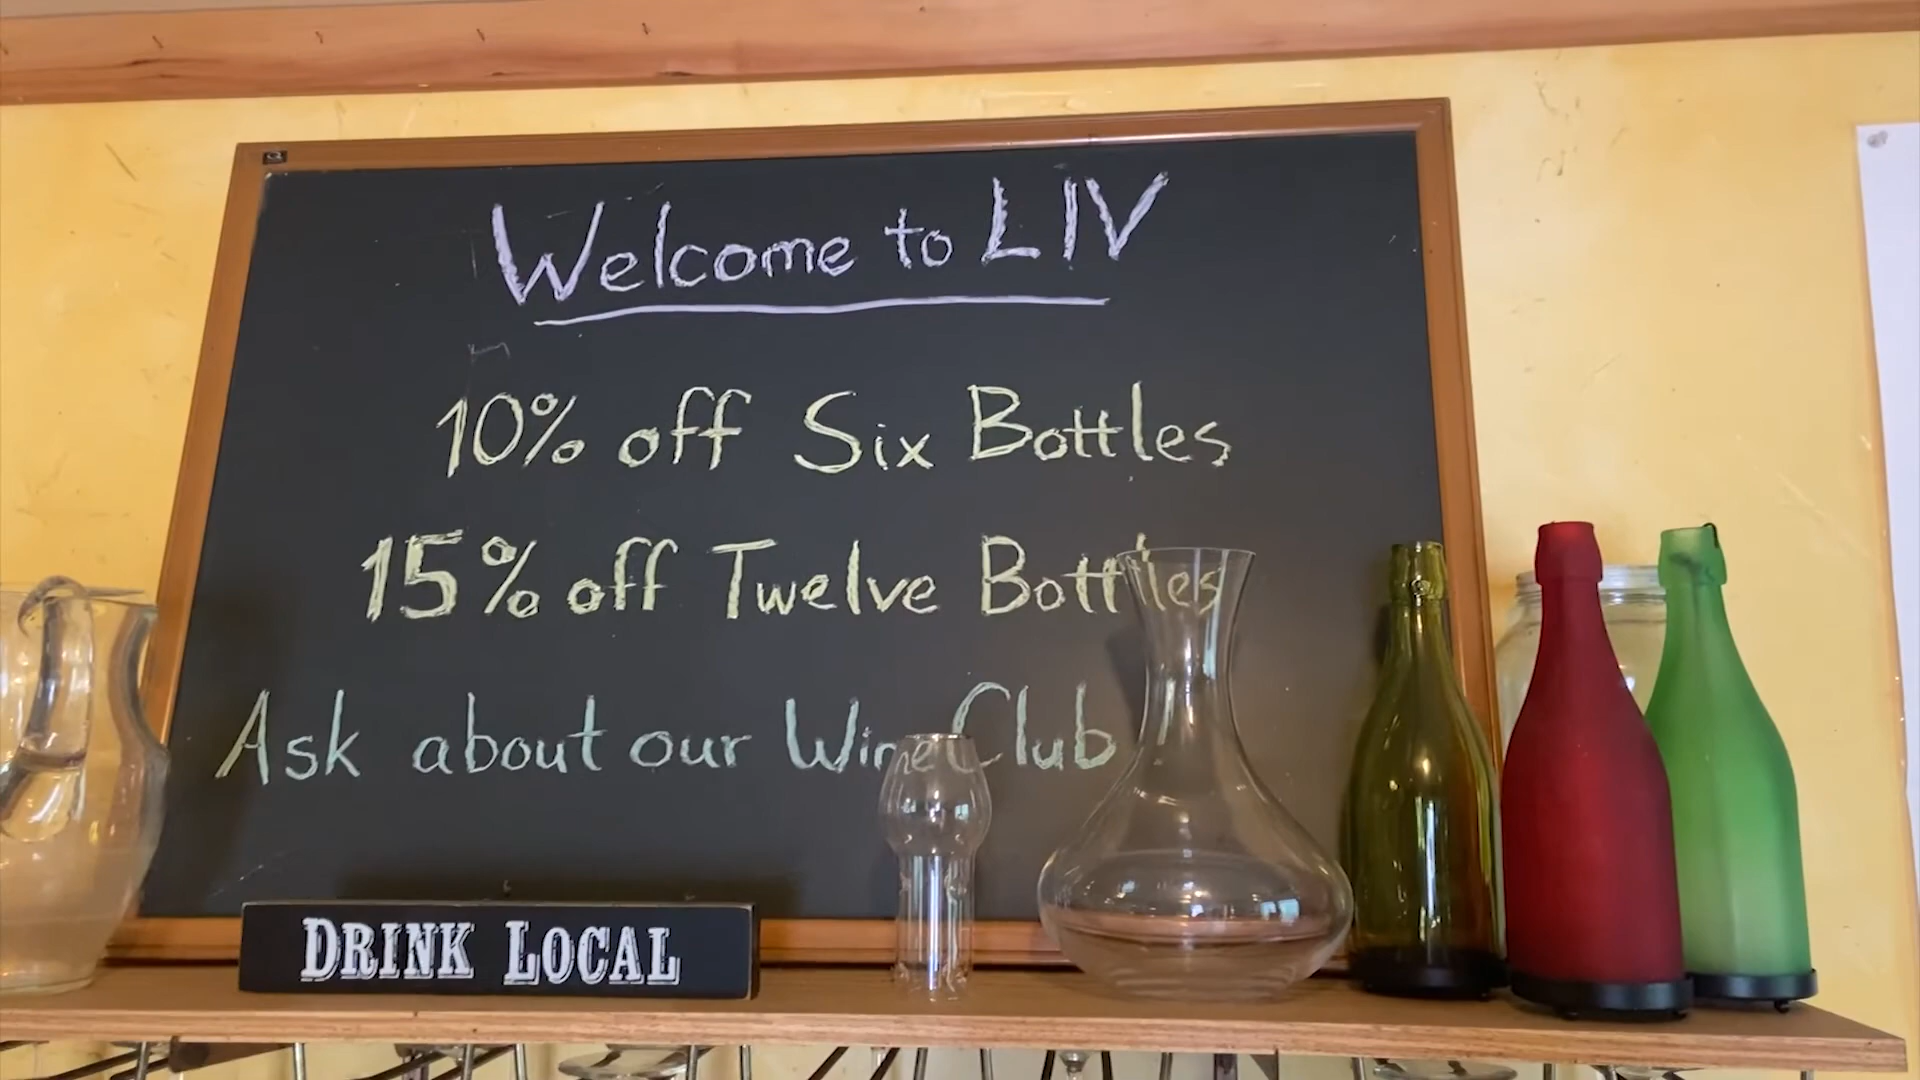 Welcome to LIV
10% off Six Bottles
15% off Twelve Bottles
Ask about our Wine Club
DRINK LOCAL